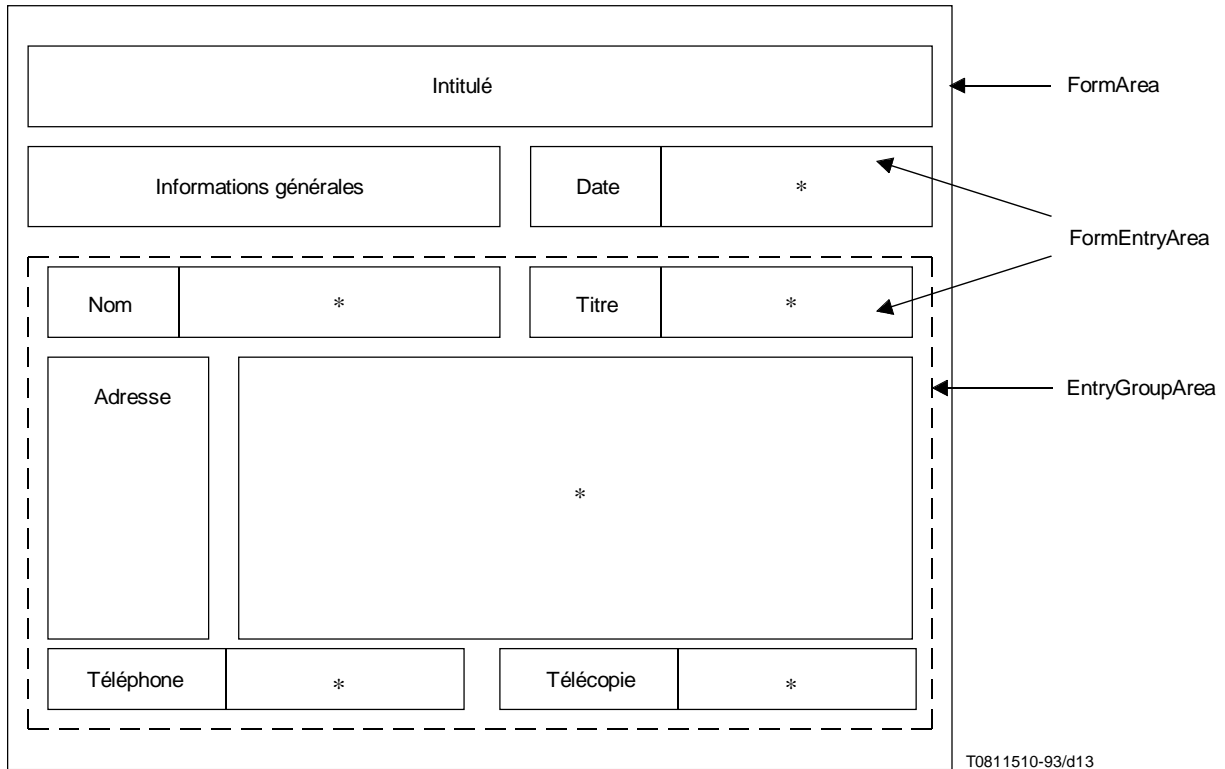 Intitulé
FormArea
Informations générales
Date
*
FormEntryArea
Nom
*
Titre
*
Adresse
EntryGroupArea
*
Téléphone
*
Télécopie
*
T0811510-93/d13